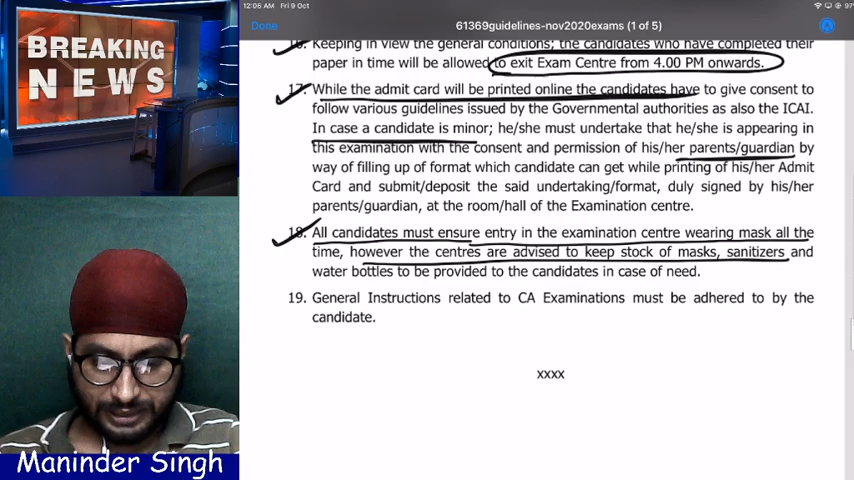 12:06 AM Fri 9 Oct
97
Done
61369guidelines-nov2020exams (1 of 5)
BREAKING
NEWS
16. Keeping in view the general conditions; the candidates who have completed their
paper in time will be allowed to exit Exam Centre from 4.00 PM onwards.
17. While the admit card will be printed online the candidates have to give consent to
follow various guidelines issued by the Governmental authorities as also the ICAI.
In case a candidate is minor; he/she must undertake that he/she is appearing in
this examination with the consent and permission of his/her parents/guardian by
way of filling up of format which candidate can get while printing of his/her Admit
Card and submit/deposit the said undertaking/format, duly signed by his/her
parents/guardian, at the room/hall of the Examination centre.
18. All candidates must ensure entry in the examination centre wearing mask all the
time, however the centres are advised to keep stock of masks, sanitizers and
water bottles to be provided to the candidates in case of need.
19. General Instructions related to CA Examinations must be adhered to by the
candidate.
xxxx
Maninder Singh